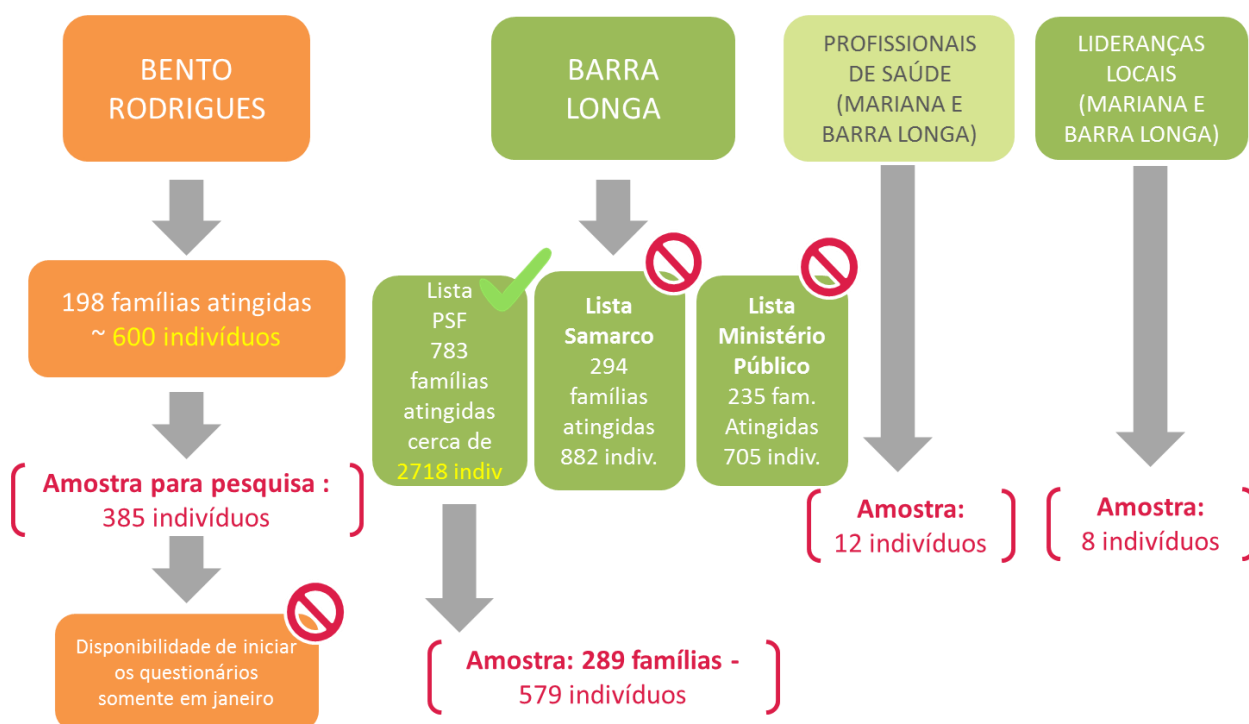 BENTO
RODRIGUES
198 famílias atingidas
~ 600 indivíduos
Amostra para pesquisa :
385 indivíduos
Disponibilidade de iniciar
os questionários
somente em janeiro
BARRA
LONGA
Lista
PSF
783
famílias
atingidas
cerca de
2718 indiv
Lista
Samarco
294
famílias
atingidas
882 indiv.
Lista
Ministério
Público
235 fam.
Atingidas
705 indiv.
Amostra: 289 famílias -
579 indivíduos
PROFISSIONAIS
DE SAÚDE
(MARIANA E
BARRA LONGA)
Amostra:
12 indivíduos
LIDERANÇAS
LOCAIS
(MARIANA E
BARRA LONGA)
Amostra:
8 indivíduos